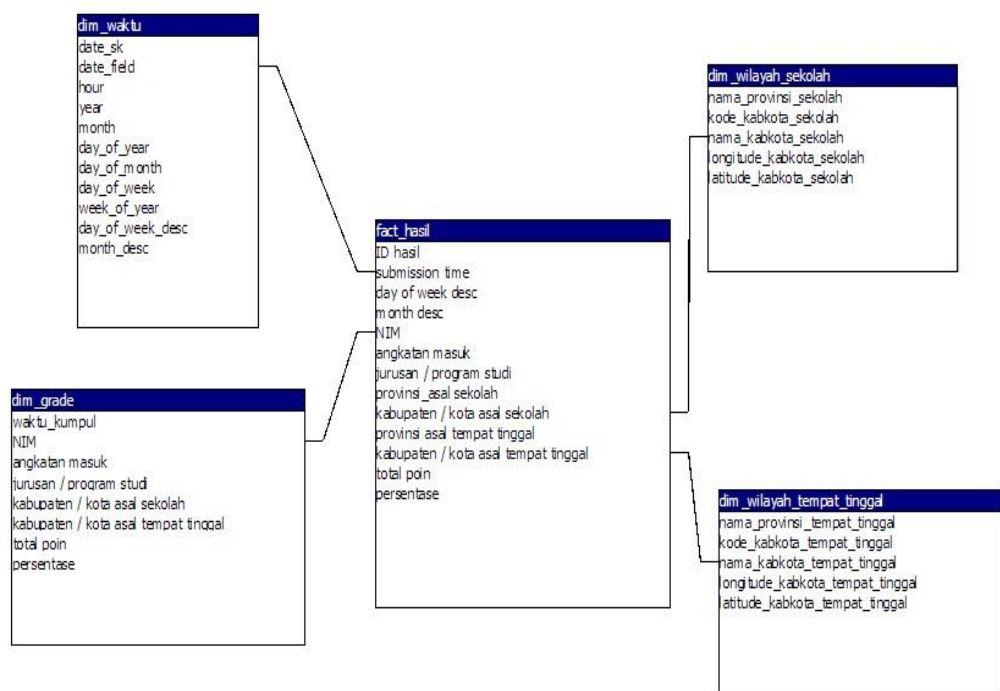 dim_waktu
date_sk
date_field
hour
year
month
day_of_year
day_of_month
day_of_week
week_of_year
day_of_week_desc
month_desc
dim_wilayah_sekolah
nama_provinsi_sekolah
kode_kabkota_sekolah
nama_kabkota_sekolah
longitude_kabkota_sekolah
latitude_kabkota_sekolah
fact_hasil
ID hasil
submission time
day of week desc
month desc
NIM
angkatan masuk
jurusan / program studi
provinsi_asal sekolah
kabupaten / kota asal sekolah
provinsi asal tempat tinggal
kabupaten / kota asal tempat tinggal
total poin
persentase
dim_grade
waktu_kumpul
NIM
angkatan masuk
jurusan / program studi
kabupaten / kota asal sekolah
kabupaten / kota asal tempat tinggal
total poin
persentase
dim_wilayah_tempat_tinggal
nama_provinsi_tempat_tinggal
kode_kabkota_tempat_tinggal
nama_kabkota_tempat_tinggal
longitude_kabkota_tempat_tinggal
latitude_kabkota_tempat_tinggal